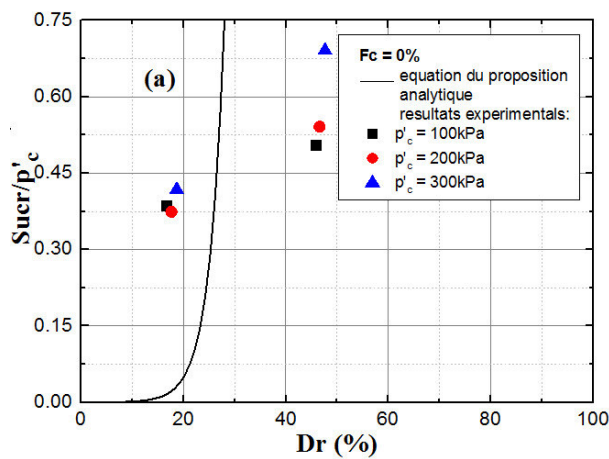 0.75
0.60
0.45
0.30
0.15
0.00
Sucr/p'c
(a)
Fc = 0%
equation du proposition
analytique
resultats experimentals:
p'c = 100kPa
p'c = 200kPa
p'c = 300kPa
0 20 40 60 80 100
Dr (%)